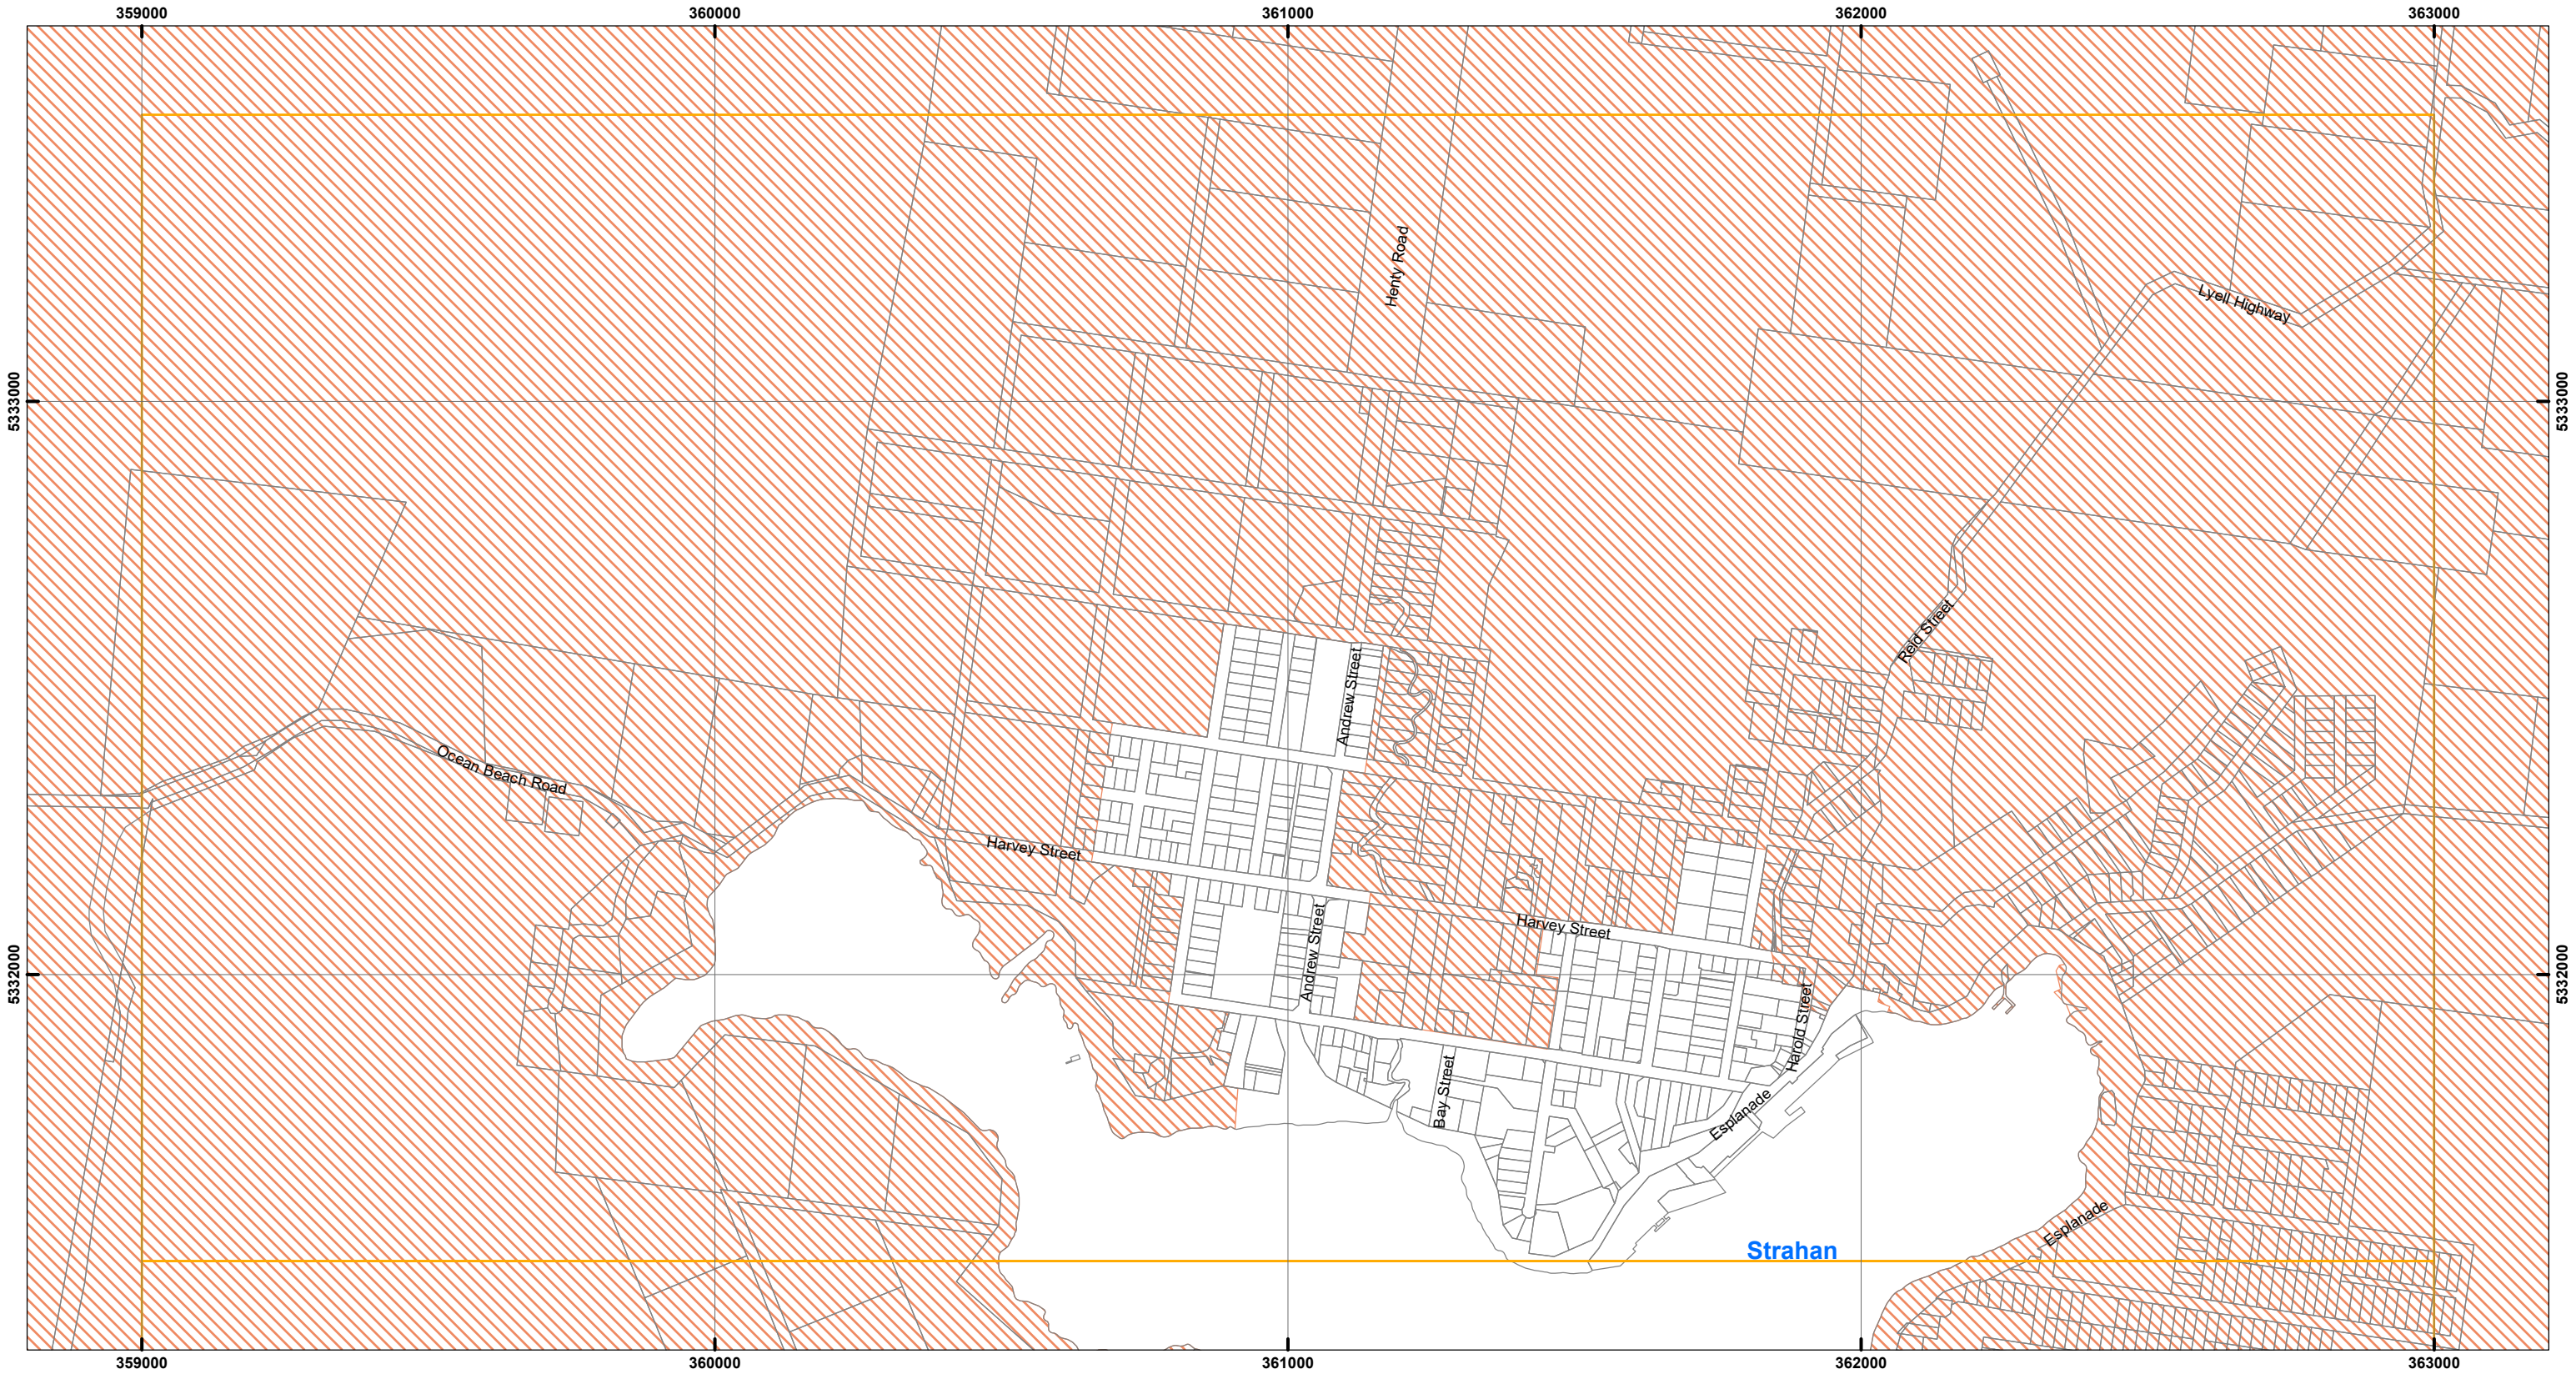 359000 360000 361000 362000 363000
Henty Road
Lyell Highway
5333000 5333000
Reid Street
Andrew Street
Ocean Beach Road
Harvey Street
Harvey Street
Andrew Street
5332000 5332000
Harold Street
Bay Street
Esplanade
Esplanade
Strahan
359000 360000 361000 362000 363000